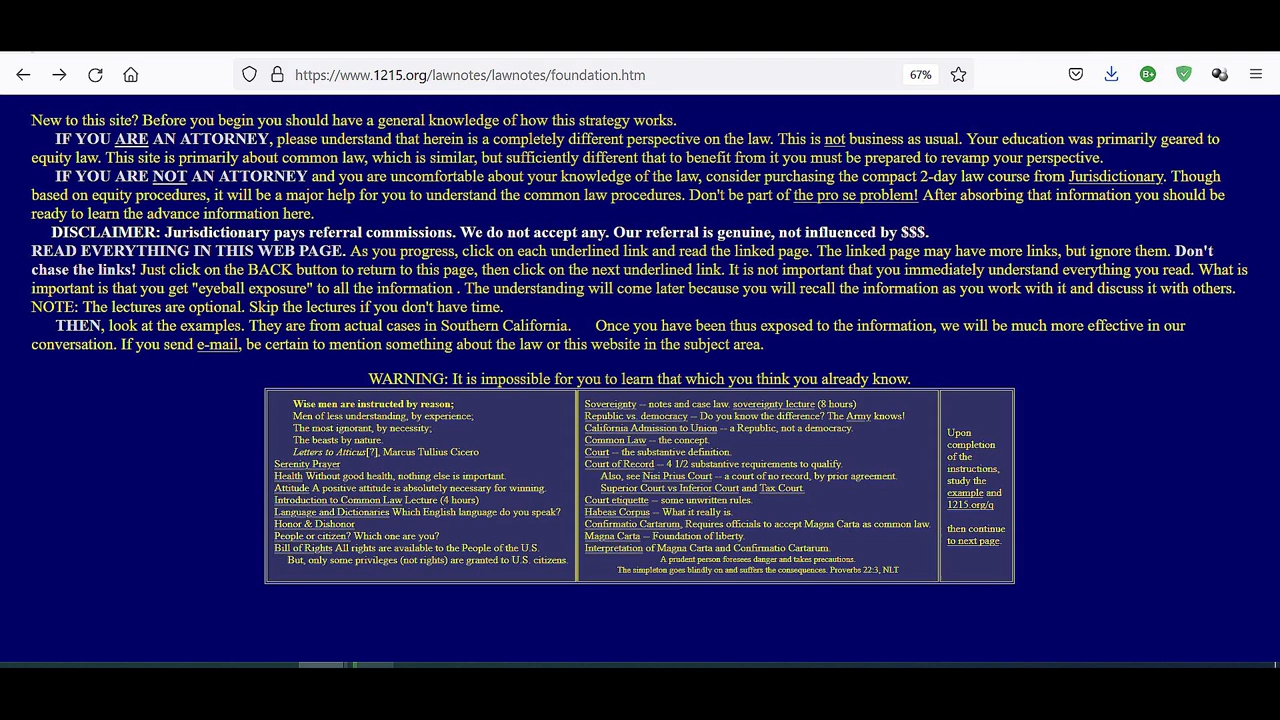 https://www.1215.org/lawnotes/lawnotes/foundation.htm
67%
New to this site? Before you begin you should have a general knowledge of how this strategy works.
IF YOU ARE AN ATTORNEY, please understand that herein is a completely different perspective on the law. This is not business as usual. Your education was primarily geared to
equity law. This site is primarily about common law, which is similar, but sufficiently different that to benefit from it you must be prepared to revamp your perspective.
IF YOU ARE NOT AN ATTORNEY and you are uncomfortable about your knowledge of the law, consider purchasing the compact 2-day law course from Jurisdictionary. Though
based on equity procedures, it will be a major help for you to understand the common law procedures. Don't be part of the pro se problem! After absorbing that information you should be
ready to learn the advance information here.
DISCLAIMER: Jurisdictionary pays referral commissions. We do not accept any. Our referral is genuine, not influenced by $$$.
READ EVERYTHING IN THIS WEB PAGE. As you progress, click on each underlined link and read the linked page. The linked page may have more links, but ignore them. Don't
chase the links! Just click on the BACK button to return to this page, then click on the next underlined link. It is not important that you immediately understand everything you read. What is
important is that you get "eyeball exposure" to all the information . The understanding will come later because you will recall the information as you work with it and discuss it with others.
NOTE: The lectures are optional. Skip the lectures if you don't have time.
THEN, look at the examples. They are from actual cases in Southern California. Once you have been thus exposed to the information, we will be much more effective in our
conversation. If you send e-mail, be certain to mention something about the law or this website in the subject area.
WARNING: It is impossible for you to learn that which you think you already know.
Wise men are instructed by reason;
Men of less understanding, by experience;
The most ignorant, by necessity;
The beasts by nature.
Letters to Atticus[?], Marcus Tullius Cicero
Serenity Prayer
Health Without good health, nothing else is important.
Attitude A positive attitude is absolutely necessary for winning.
Introduction to Common Law Lecture (4 hours)
Language and Dictionaries Which English language do you speak?
Honor & Dishonor
People or citizen? Which one are you?
Bill of Rights All rights are available to the People of the U.S.
But, only some privileges (not rights) are granted to U.S. citizens.
Sovereignty -- notes and case law, sovereignty lecture (8 hours)
Republic vs. democracy -- Do you know the difference? The Army knows!
California Admission to Union -- a Republic, not a democracy.
Common Law -- the concept.
Court -- the substantive definition.
Court of Record -- 4 1/2 substantive requirements to qualify.
Also, see Nisi Prius Court -- a court of no record, by prior agreement.
Superior Court vs Inferior Court and Tax Court.
Court etiquette -- some unwritten rules.
Habeas Corpus -- What it really is.
Confirmatio Cartarum, Requires officials to accept Magna Carta as common law.
Magna Carta -- Foundation of liberty.
Interpretation of Magna Carta and Confirmatio Cartarum.
A prudent person foresees danger and takes precautions.
The simpleton goes blindly on and suffers the consequences. Proverbs 22:3, NLT
Upon
completion
of the
instructions,
study the
example and
1215.org/q
then continue
to next page.